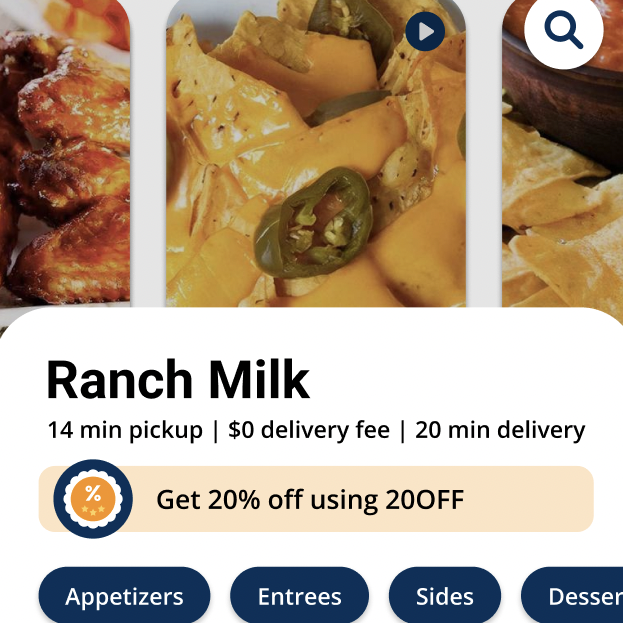 Ranch Milk
14 min pickup | $0 delivery fee | 20 min delivery
%
Get 20% off using 20OFF
Appetizers Entrees Sides Desser